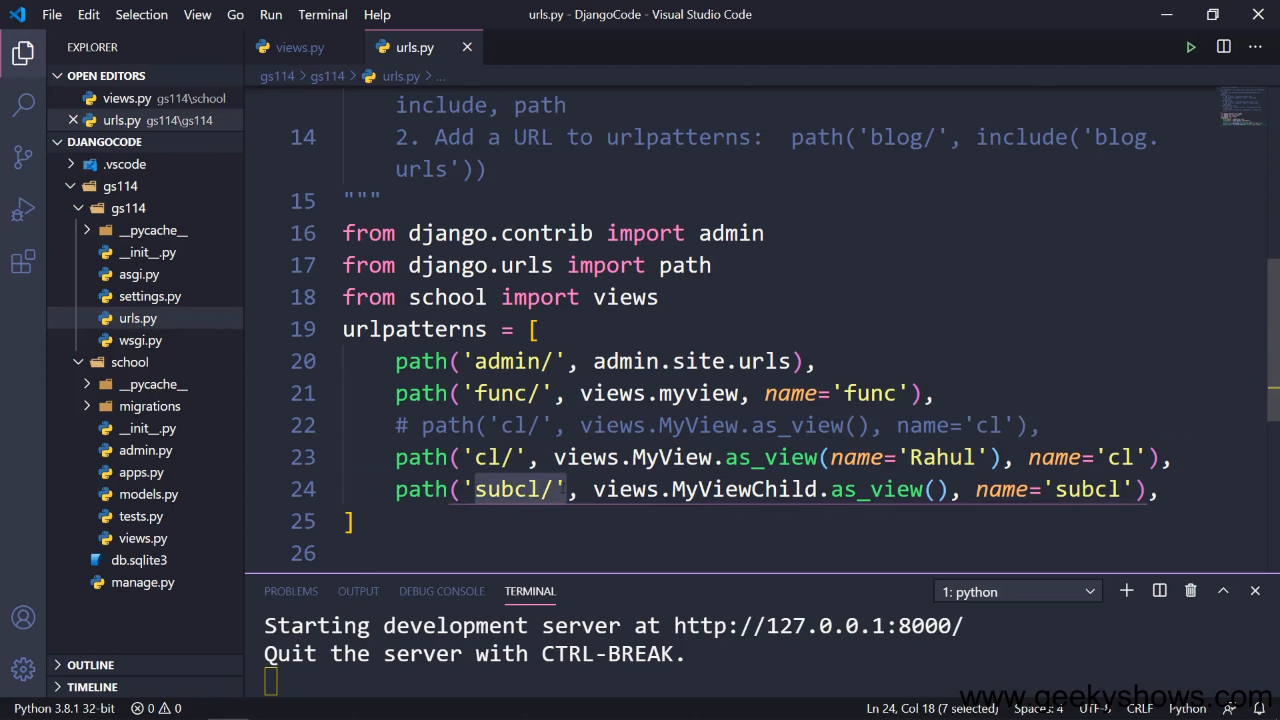 File Edit Selection View Go Run Terminal Help
urls.py - DjangoCode - Visual Studio Code
EXPLORER
OPEN EDITORS
views.py gs114\school
urls.py gs114\gs114
DJANGOCODE
.vscode
gs114
gs114
__pycache__
__init__.py
asgi.py
settings.py
urls.py
wsgi.py
school
__pycache__
migrations
__init__.py
admin.py
apps.py
models.py
tests.py
views.py
db.sqlite3
manage.py
OUTLINE
TIMELINE
views.py
urls.py
gs114 > gs114 > urls.py > ...
include, path
14 2. Add a URL to urlpatterns:  path('blog/', include('blog.
urls'))
15 """
16 from django.contrib import admin
17 from django.urls import path
18 from school import views
19 urlpatterns = [
20 path('admin/', admin.site.urls),
21 path('func/', views.myview, name='func'),
22 # path('cl/', views.MyView.as_view(), name='cl'),
23 path('cl/', views.MyView.as_view(name='Rahul'), name='cl'),
24 path('subcl/', views.MyViewChild.as_view(), name='subcl'),
25 ]
26
PROBLEMS OUTPUT DEBUG CONSOLE TERMINAL
1: python
Starting development server at http://127.0.0.1:8000/
Quit the server with CTRL-BREAK.
www.geekyshows.com
Python 3.8.1 32-bit 0 0 Ln 24, Col 18 (7 selected) Spaces: 4 UTF-8 CRLF Python